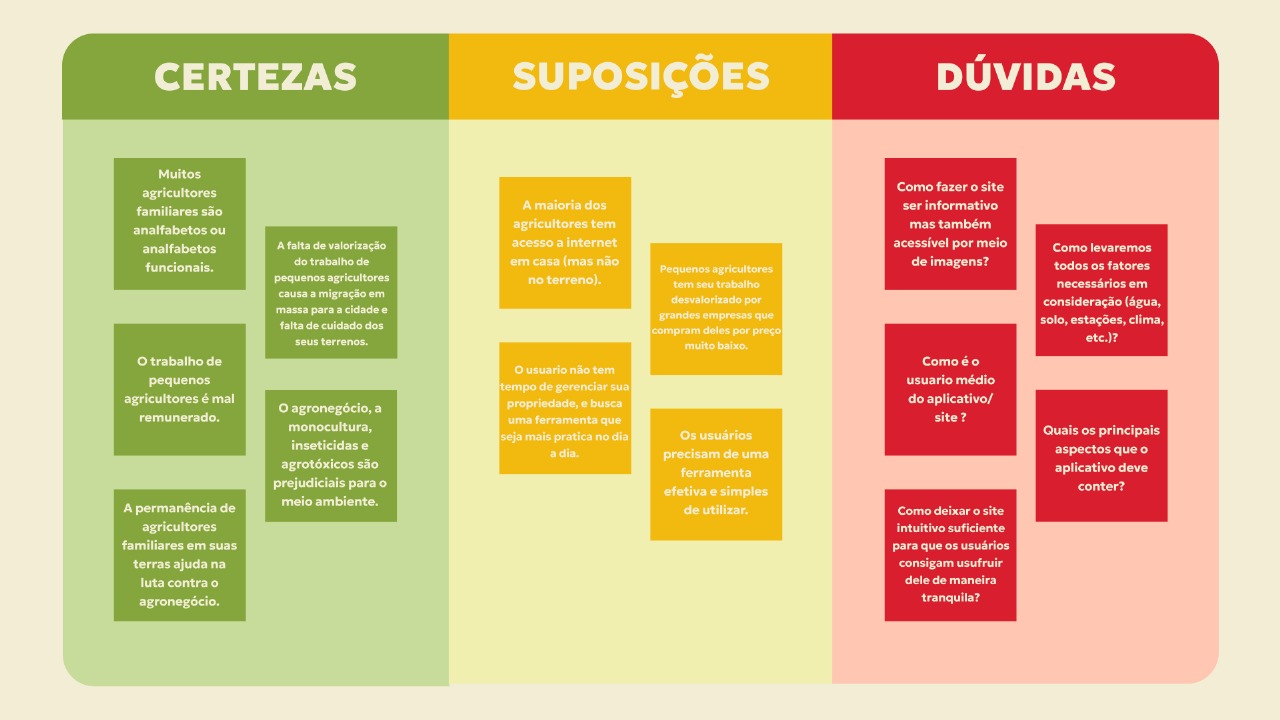 CERTEZAS
SUPOSIÇÕES
DÚVIDAS
Muitos
agricultores
familiares são
analfabetos ou
analfabetos
funcionais.
A falta de valorização
do trabalho de
pequenos agricultores
causa a migração em
massa para a cidade e
falta de cuidado dos
seus terrenos.
O trabalho de
pequenos
agricultores é mal
remunerado.
O agronegócio, a
monocultura,
inseticidas e
agrotóxicos são
prejudiciais para o
meio ambiente.
A permanência de
agricultores
familiares em suas
terras ajuda na
luta contra o
agronegócio.
A maioria dos
agricultores tem
acesso a internet
em casa (mas não
no terreno).
Pequenos agricultores
tem seu trabalho
desvalorizado por
grandes empresas que
compram deles por preço
muito baixo.
O usuario não tem
tempo de gerenciar sua
propriedade, e busca
uma ferramenta que
seja mais pratica no dia
a dia.
Os usuários
precisam de uma
ferramenta
efetiva e simples
de utilizar.
Como fazer o site
ser informativo
mas também
acessível por meio
de imagens?
Como levaremos
todos os fatores
necessários em
consideração (água,
solo, estações, clima,
etc.)?
Como é o
usuario médio
do aplicativo/
site ?
Quais os principais
aspectos que o
aplicativo deve
conter?
Como deixar o site
intuitivo suficiente
para que os usuários
consigam usufruir
dele de maneira
tranquila?